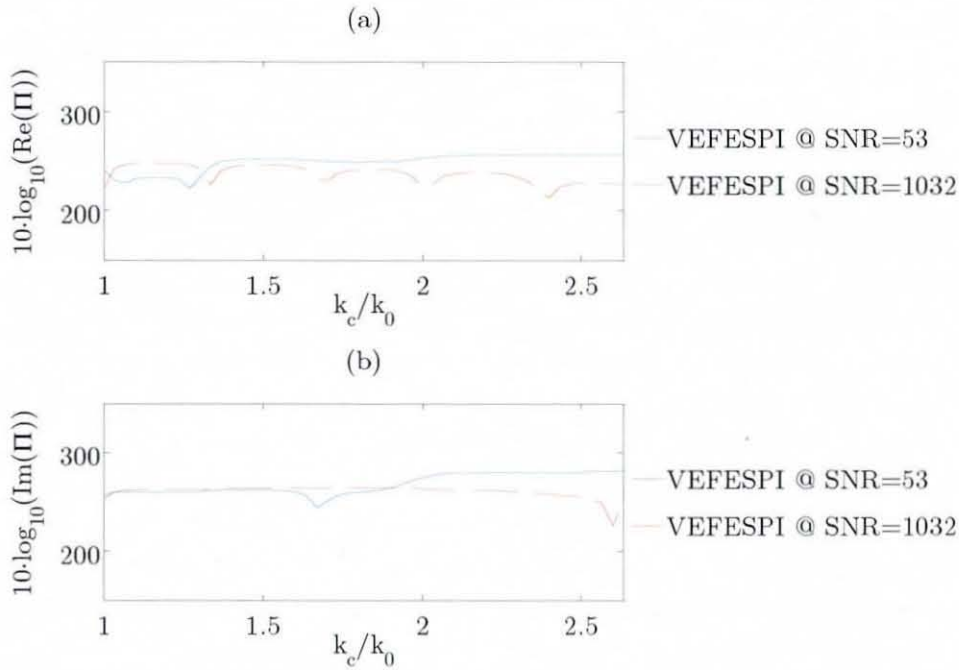 (a)
10·log10(Re(Π))
300
200
1
1.5
2
2.5
kc/k0
VEFESPI @ SNR=53
VEFESPI @ SNR=1032
(b)
10·log10(Im(Π))
300
200
1
1.5
2
2.5
kc/k0
VEFESPI @ SNR=53
VEFESPI @ SNR=1032